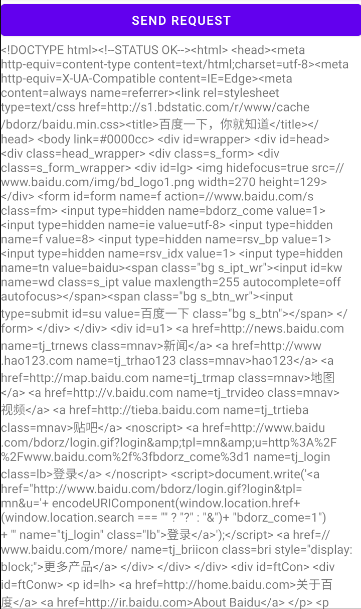 SEND REQUEST
<!DOCTYPE html><!--STATUS OK--><html> <head><meta
http-equiv=content-type content=text/html;charset=utf-8><meta
http-equiv=X-UA-Compatible content=IE=Edge><meta
content=always name=referrer><link rel=stylesheet
type=text/css href=http://s1.bdstatic.com/r/www/cache
/bdorz/baidu.min.css><title>百度一下，你就知道</title></
head> <body link=#0000cc> <div id=wrapper> <div id=head>
<div class=head_wrapper> <div class=s_form> <div
class=s_form_wrapper> <div id=lg> <img hidefocus=true src=//
www.baidu.com/img/bd_logo1.png width=270 height=129>
</div> <form id=form name=f action=//www.baidu.com/s
class=fm> <input type=hidden name=bdorz_come value=1>
<input type=hidden name=ie value=utf-8> <input type=hidden
name=f value=8> <input type=hidden name=rsv_bp value=1>
<input type=hidden name=rsv_idx value=1> <input type=hidden
name=tn value=baidu><span class="bg s_ipt_wr"><input id=kw
name=wd class=s_ipt value maxlength=255 autocomplete=off
autofocus></span><span class="bg s_btn_wr"><input
type=submit id=su value=百度一下 class="bg s_btn"></span> </
form> </div> </div> <div id=u1> <a href=http://news.baidu.com
name=tj_trnews class=mnav>新闻</a> <a href=http://www
.hao123.com name=tj_trhao123 class=mnav>hao123</a> <a
href=http://map.baidu.com name=tj_trmap class=mnav>地图
</a> <a href=http://v.baidu.com name=tj_trvideo class=mnav>
视频</a> <a href=http://tieba.baidu.com name=tj_trtieba
class=mnav>贴吧</a> <noscript> <a href=http://www.baidu
.com/bdorz/login.gif?login&amp;tpl=mn&amp;u=http%3A%2F
%2Fwww.baidu.com%2f%3fbdorz_come%3d1 name=tj_login
class=lb>登录</a> </noscript> <script>document.write('<a
href="http://www.baidu.com/bdorz/login.gif?login&tpl=
mn&u='+ encodeURIComponent(window.location.href+
(window.location.search === "" ? "?" : "&")+ "bdorz_come=1")
+ '" name="tj_login" class="lb">登录</a>');</script> <a href=//
www.baidu.com/more/ name=tj_briicon class=bri style="display:
block;">更多产品</a> </div> </div> </div> <div id=ftCon> <div
id=ftConw> <p id=lh> <a href=http://home.baidu.com>关于百
度</a> <a href=http://ir.baidu.com>About Baidu</a> </p> <p